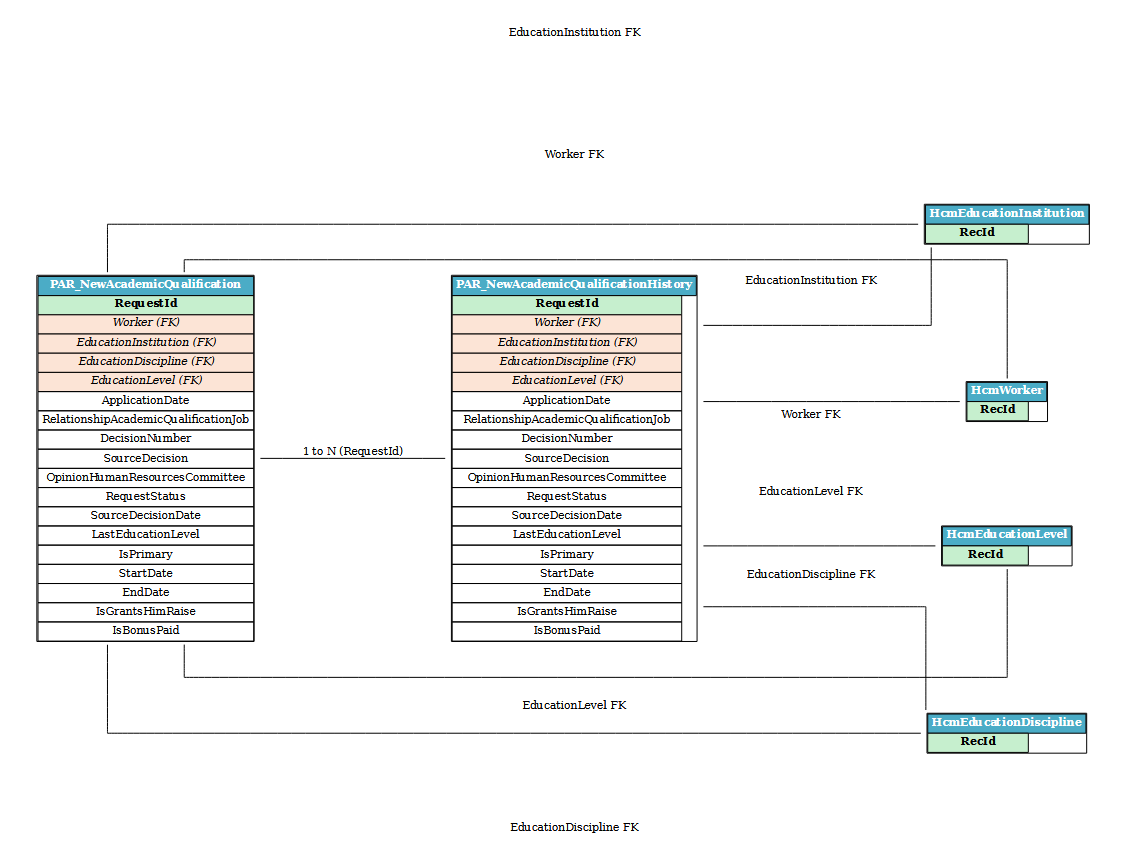 EducationInstitution FK
Worker FK
HcmEducationInstitution
RecId
EducationInstitution FK
PAR_NewAcademicQualification
RequestId
Worker (FK)
EducationInstitution (FK)
EducationDiscipline (FK)
EducationLevel (FK)
ApplicationDate
RelationshipAcademicQualificationJob
DecisionNumber
SourceDecision
OpinionHumanResourcesCommittee
RequestStatus
SourceDecisionDate
LastEducationLevel
IsPrimary
StartDate
EndDate
IsGrantsHimRaise
IsBonusPaid
1 to N (RequestId)
PAR_NewAcademicQualificationHistory
RequestId
Worker (FK)
EducationInstitution (FK)
EducationDiscipline (FK)
EducationLevel (FK)
ApplicationDate
RelationshipAcademicQualificationJob
DecisionNumber
SourceDecision
OpinionHumanResourcesCommittee
RequestStatus
SourceDecisionDate
LastEducationLevel
IsPrimary
StartDate
EndDate
IsGrantsHimRaise
IsBonusPaid
HcmWorker
RecId
Worker FK
EducationLevel FK
HcmEducationLevel
RecId
EducationDiscipline FK
EducationLevel FK
HcmEducationDiscipline
RecId
EducationDiscipline FK